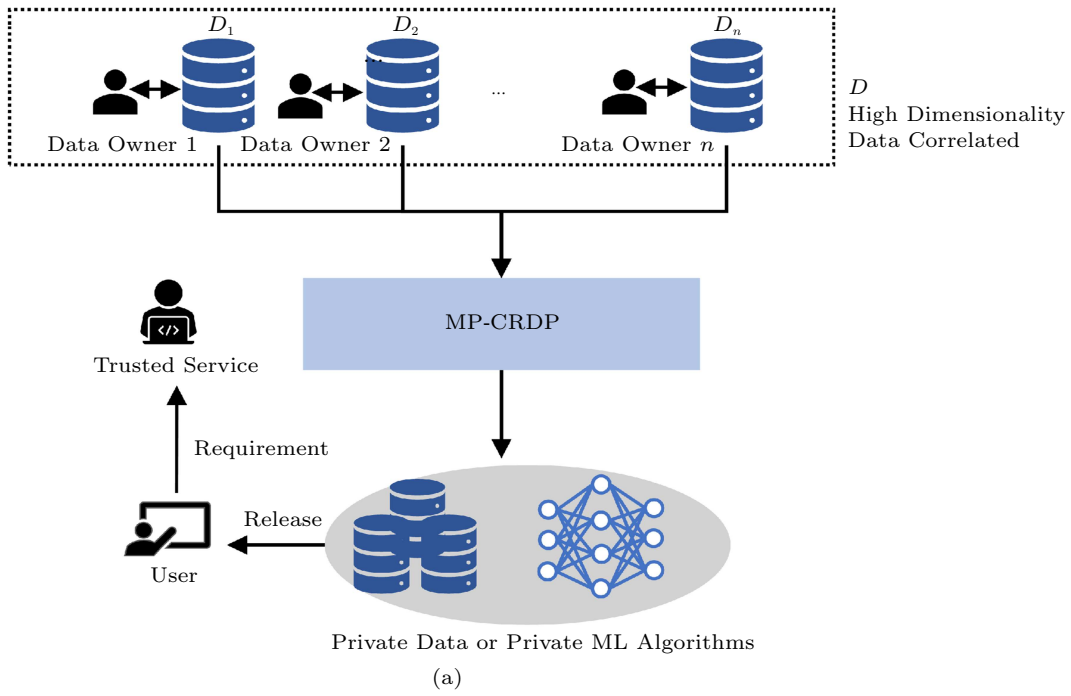 D₁ D₂ Dₙ
...
...
Data Owner 1 Data Owner 2 Data Owner n
D
High Dimensionality
Data Correlated
MP-CRDP
</>
Trusted Service
Requirement
Release
User
Private Data or Private ML Algorithms
(a)